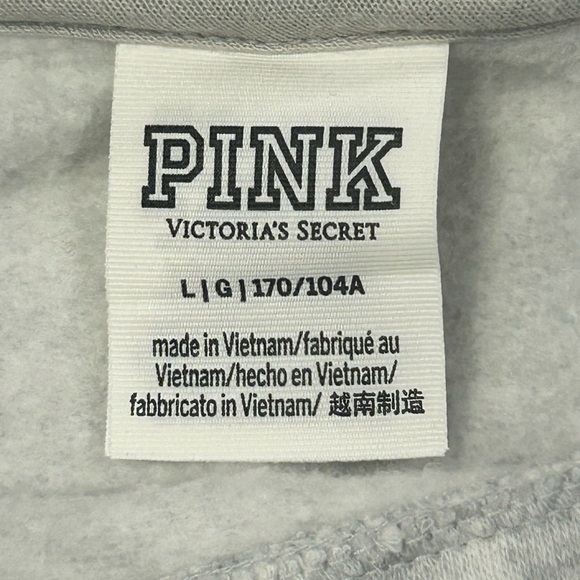 PINK
VICTORIA'S SECRET
L | G | 170/104A
made in Vietnam/fabriqué au
Vietnam/hecho en Vietnam/
fabbricato in Vietnam/ 越南制造